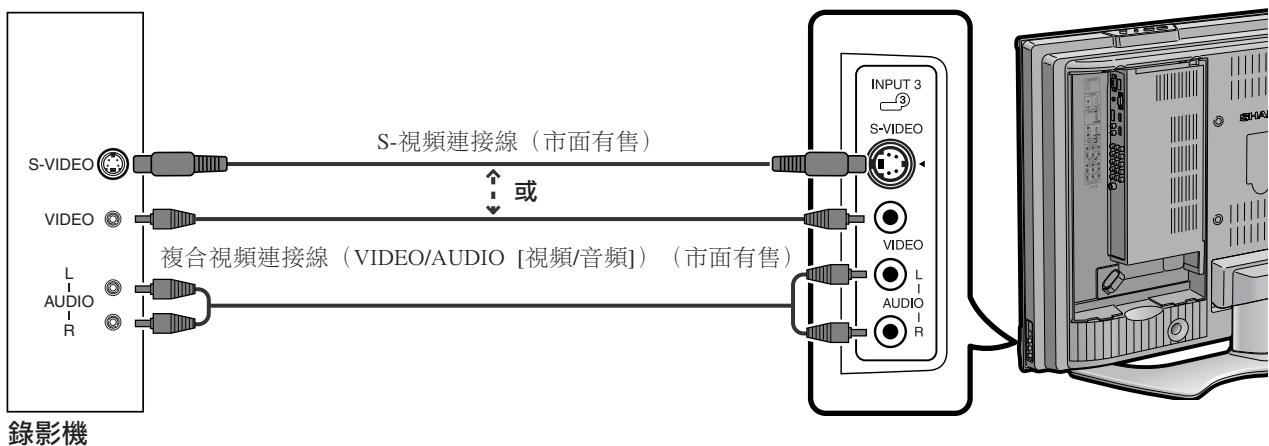 INPUT 3
3
S-VIDEO
S-視頻連接線（市面有售）
S-VIDEO
或
VIDEO
VIDEO
複合視頻連接線（VIDEO/AUDIO [視頻/音頻]）（市面有售）
L
AUDIO
R
L
AUDIO
R
錄影機